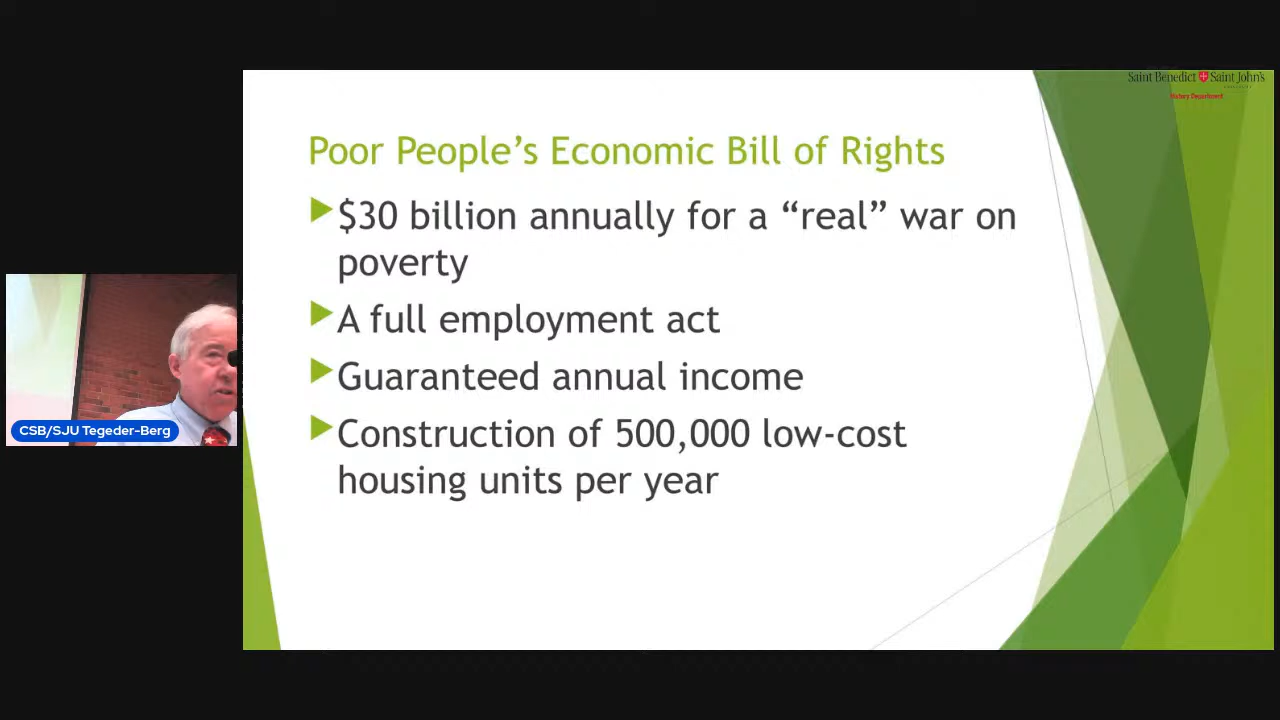 Saint Benedict Saint John's
History Department
Poor People’s Economic Bill of Rights
$30 billion annually for a “real” war on
poverty
A full employment act
Guaranteed annual income
Construction of 500,000 low-cost
housing units per year
CSB/SJU Tegeder-Berg